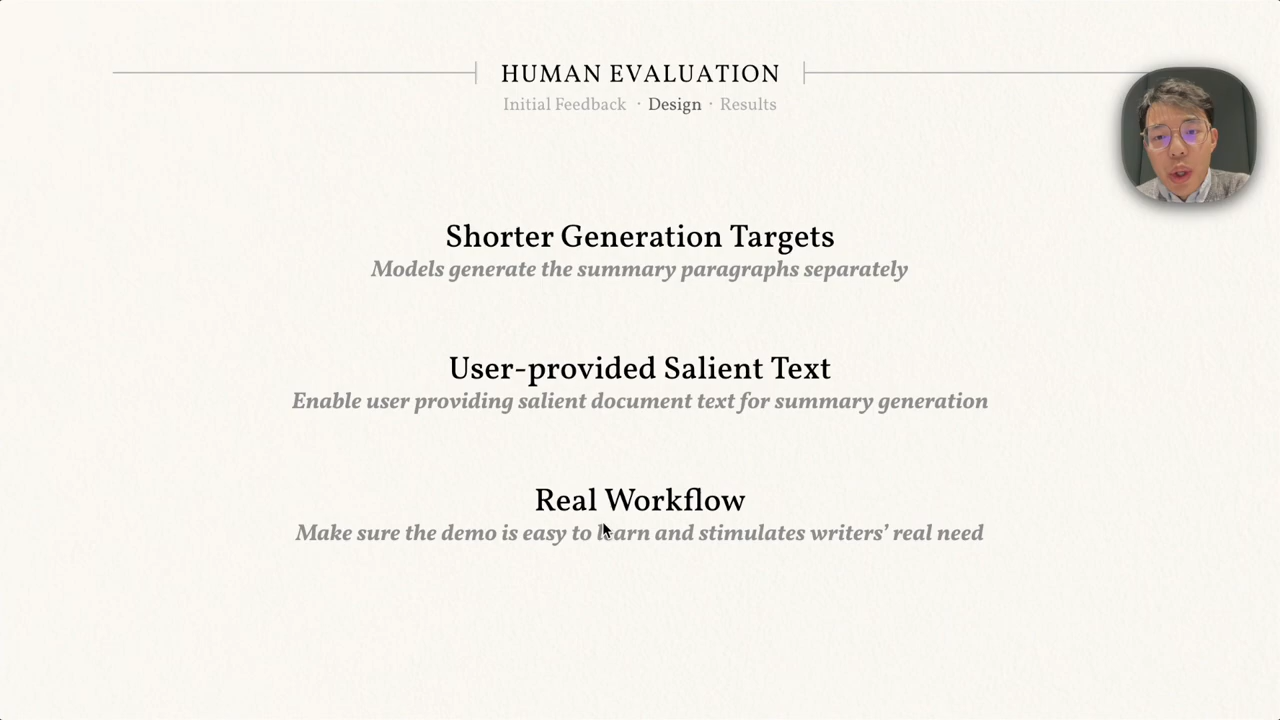 HUMAN EVALUATION
Initial Feedback · Design · Results
Shorter Generation Targets
Models generate the summary paragraphs separately
User-provided Salient Text
Enable user providing salient document text for summary generation
Real Workflow
Make sure the demo is easy to learn and stimulates writers’ real need